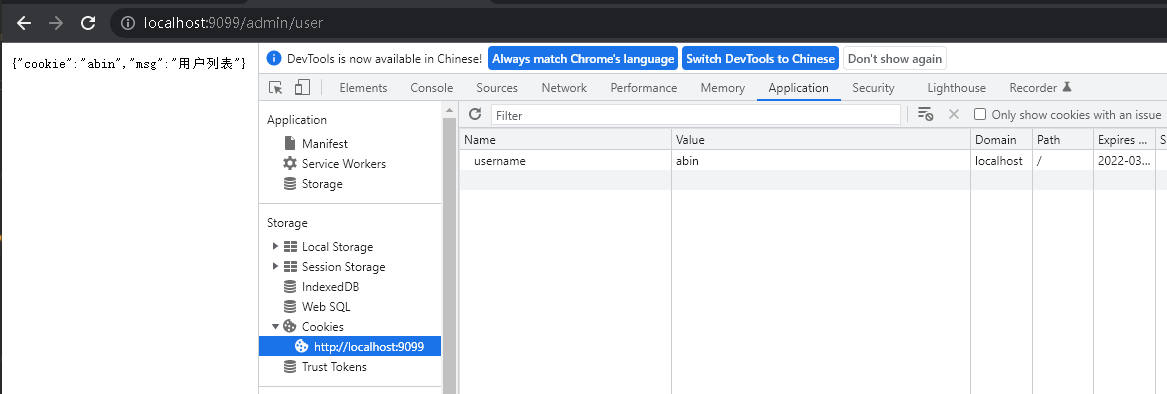 localhost:9099/admin/user
{"cookie":"abin","msg":"用户列表"}
DevTools is now available in Chinese! Always match Chrome's language Switch DevTools to Chinese Don't show again
Elements Console Sources Network Performance Memory Application Security Lighthouse Recorder
Application
Manifest
Service Workers
Storage
Storage
Local Storage
Session Storage
IndexedDB
Web SQL
Cookies
http://localhost:9099
Trust Tokens
Filter Only show cookies with an issue
Name Value Domain Path Expires ... S
username abin localhost / 2022-03...